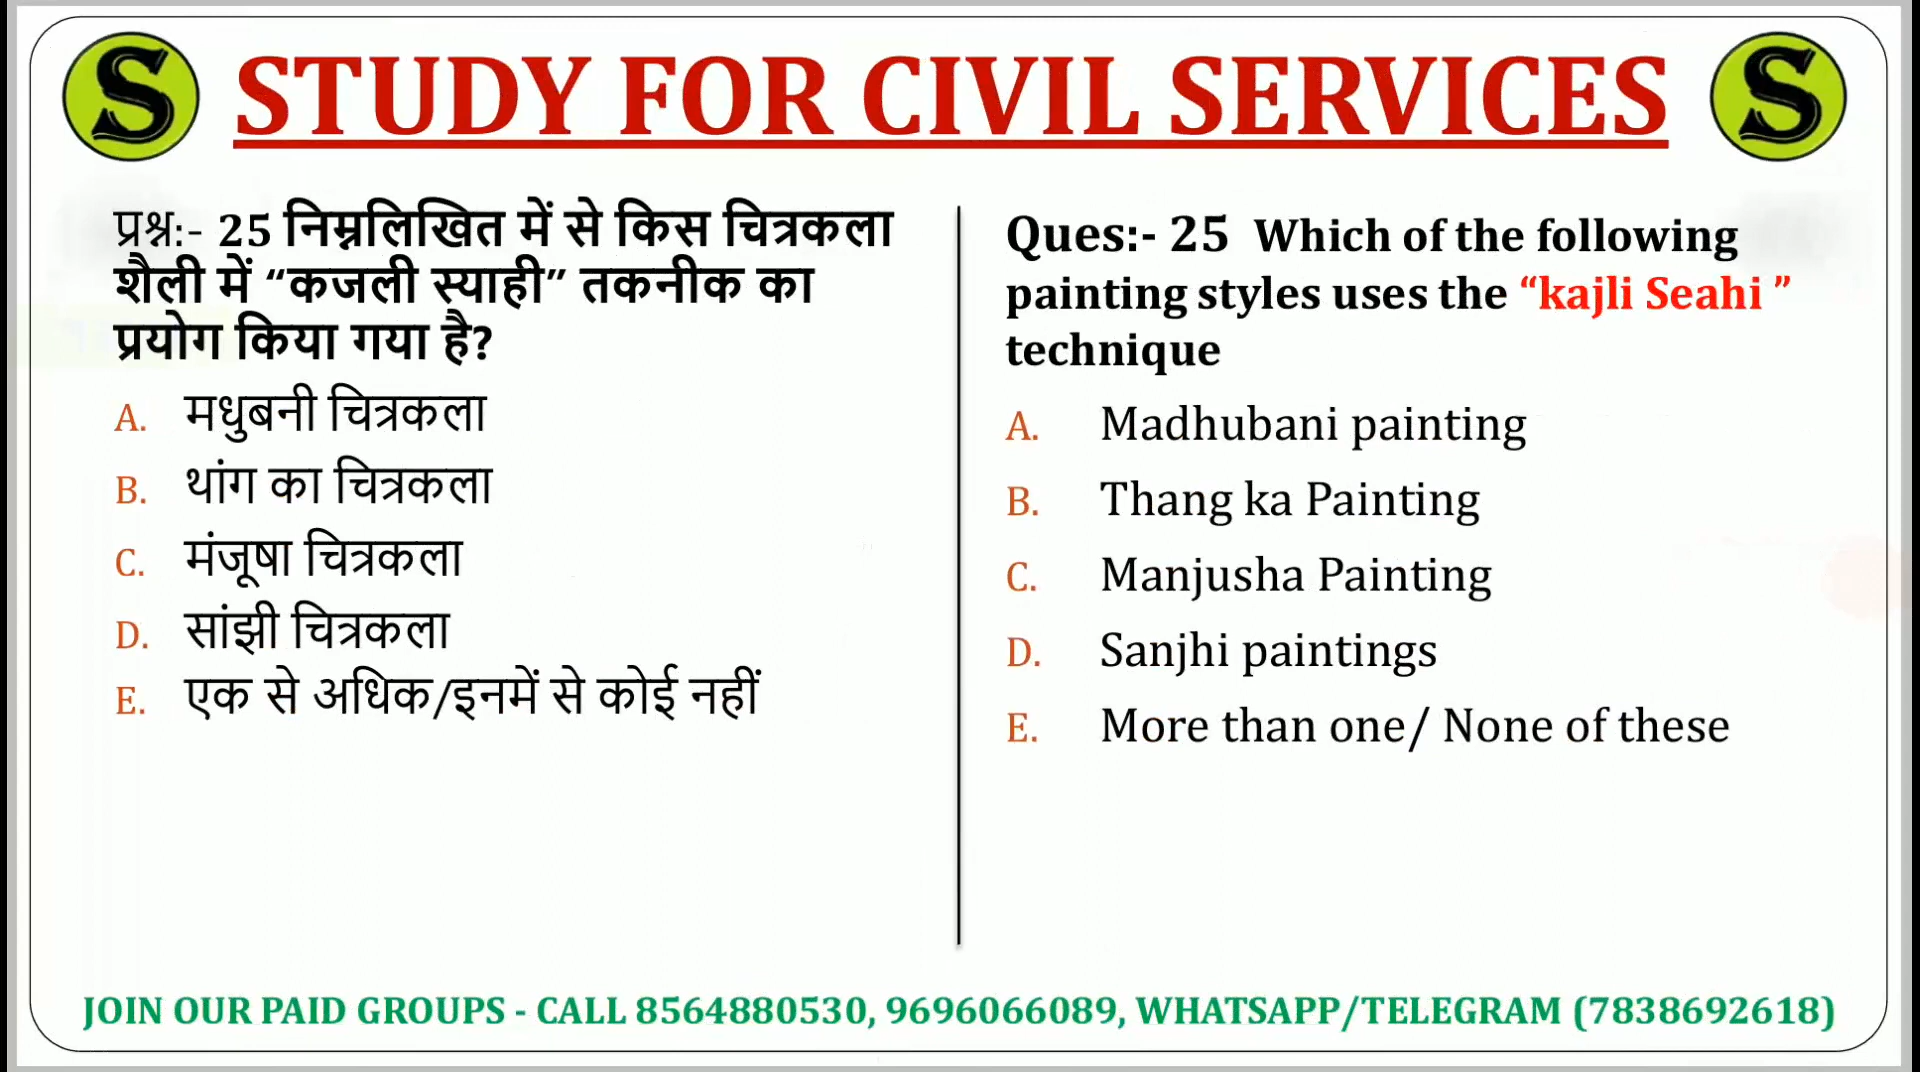 S STUDY FOR CIVIL SERVICES S
प्रश्न:- 25 निम्नलिखित में से किस चित्रकला
शैली में “कजली स्याही” तकनीक का
प्रयोग किया गया है?
A. मधुबनी चित्रकला
B. थांग का चित्रकला
C. मंजूषा चित्रकला
D. सांझी चित्रकला
E. एक से अधिक/इनमें से कोई नहीं
Ques:- 25 Which of the following
painting styles uses the “kajli Seahi ”
technique
A. Madhubani painting
B. Thang ka Painting
C. Manjusha Painting
D. Sanjhi paintings
E. More than one/ None of these
JOIN OUR PAID GROUPS - CALL 8564880530, 9696066089, WHATSAPP/TELEGRAM (7838692618)